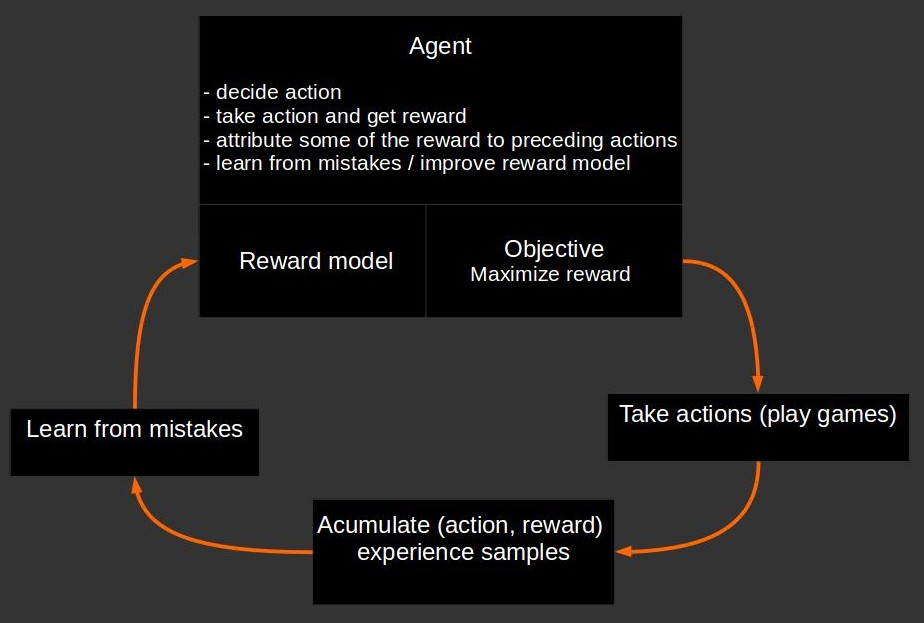 Agent
- decide action
- take action and get reward
- attribute some of the reward to preceding actions
- learn from mistakes / improve reward model
Reward model
Objective
Maximize reward
Take actions (play games)
Learn from mistakes
Acumulate (action, reward)
experience samples